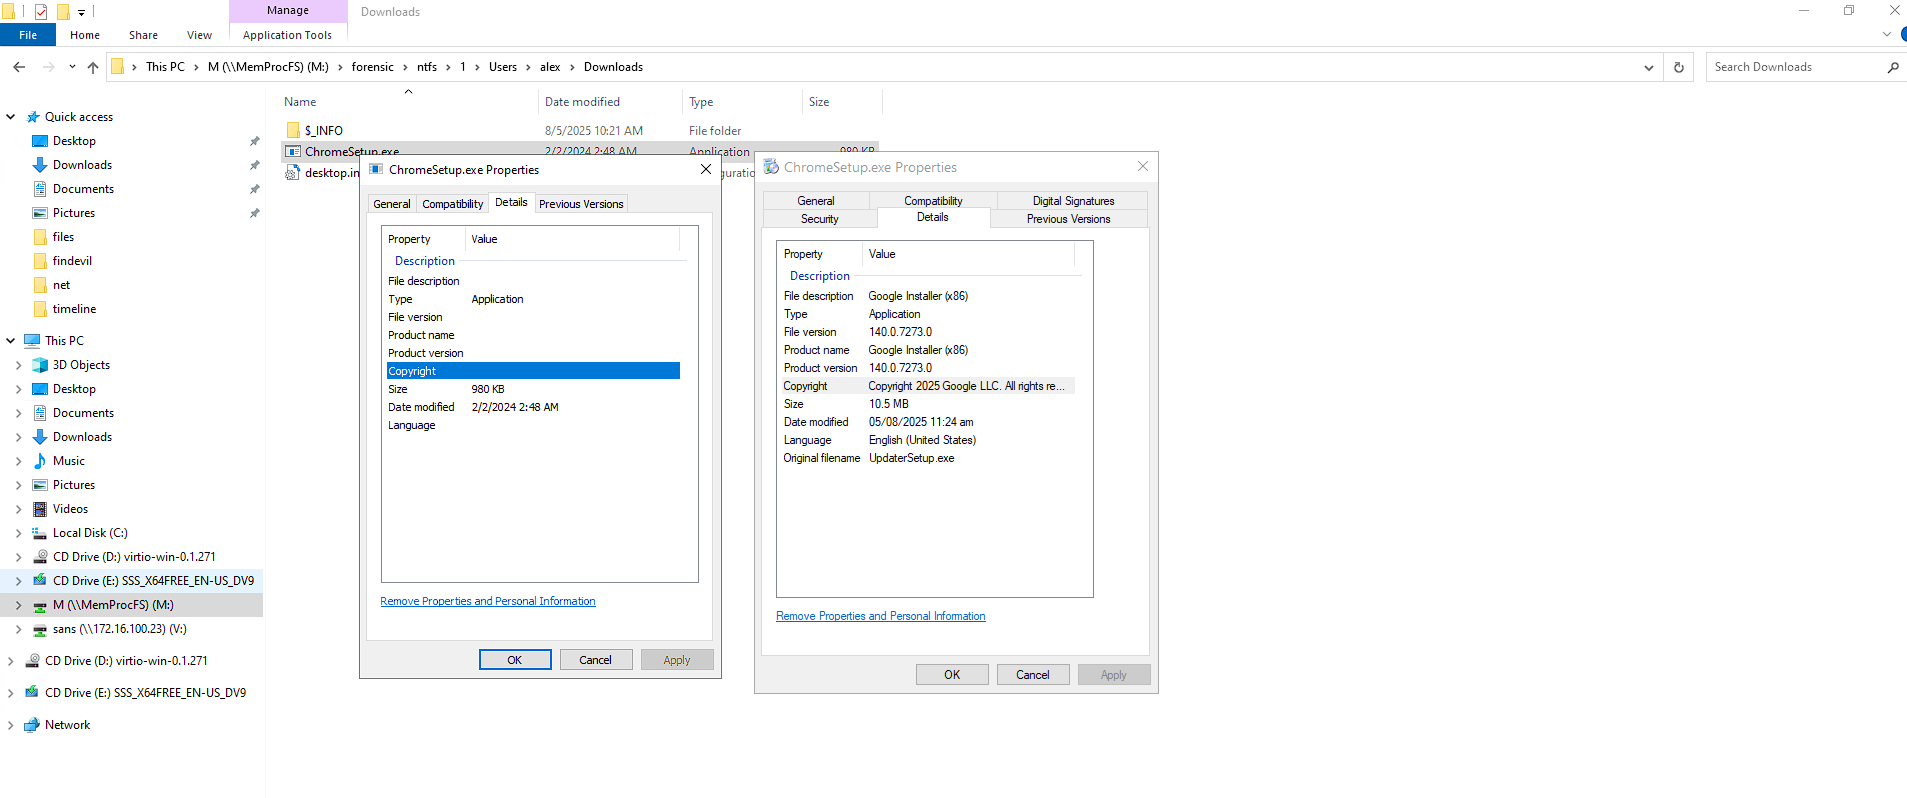 Manage
Downloads
File
Home
Share
View
Application Tools
This PC
M (\\MemProcFS) (M:)
forensic
ntfs
1
Users
alex
Downloads
Search Downloads
Quick access
Desktop
Downloads
Documents
Pictures
files
findevil
net
timeline
This PC
3D Objects
Desktop
Documents
Downloads
Music
Pictures
Videos
Local Disk (C:)
CD Drive (D:) virtio-win-0.1.271
CD Drive (E:) SSS_X64FREE_EN-US_DV9
M (\\MemProcFS) (M:)
sans (\\172.16.100.23) (V:)
CD Drive (D:) virtio-win-0.1.271
CD Drive (E:) SSS_X64FREE_EN-US_DV9
Network
Name Date modified Type Size
$_INFO 8/5/2025 10:21 AM File folder
ChromeSetup.exe 2/2/2024 2:48 AM Application 980 KB
desktop.in
guratio
ChromeSetup.exe Properties
General Compatibility Details Previous Versions
Property Value
Description
File description
Type Application
File version
Product name
Product version
Copyright
Size 980 KB
Date modified 2/2/2024 2:48 AM
Language
Remove Properties and Personal Information
OK Cancel Apply
ChromeSetup.exe Properties
General Compatibility Digital Signatures
Security Details Previous Versions
Property Value
Description
File description Google Installer (x86)
Type Application
File version 140.0.7273.0
Product name Google Installer (x86)
Product version 140.0.7273.0
Copyright Copyright 2025 Google LLC. All rights re...
Size 10.5 MB
Date modified 05/08/2025 11:24 am
Language English (United States)
Original filename UpdaterSetup.exe
Remove Properties and Personal Information
OK Cancel Apply